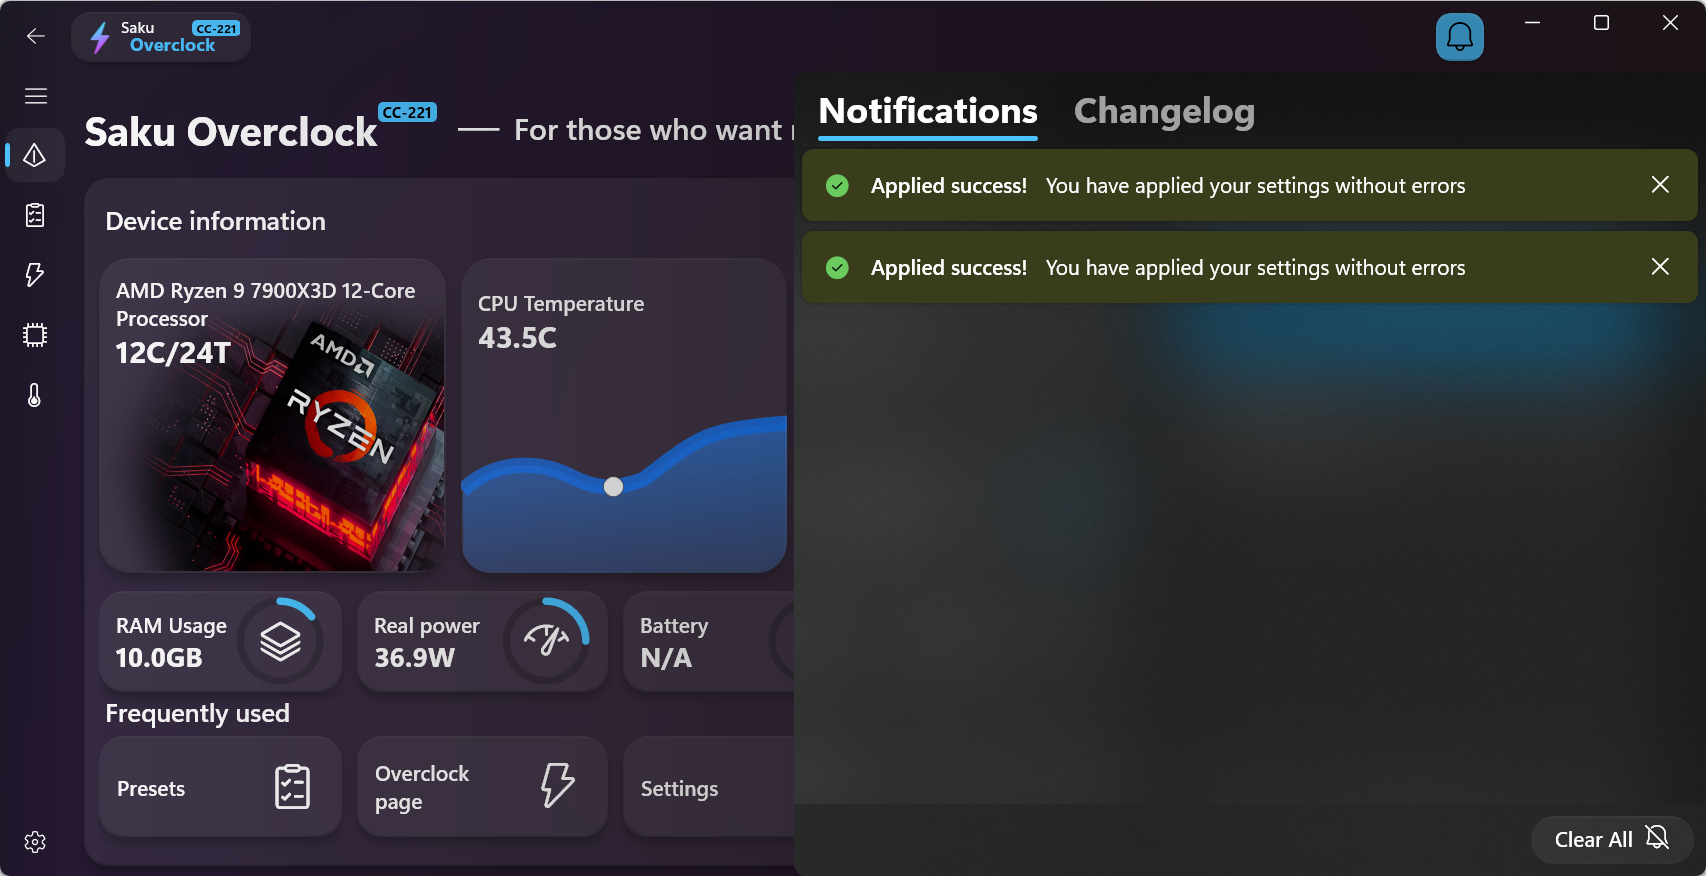 Saku CC-221
Overclock
Saku Overclock CC-221
For those who want
Notifications
Changelog
Applied success! You have applied your settings without errors
Applied success! You have applied your settings without errors
Device information
AMD Ryzen 9 7900X3D 12-Core
Processor
12C/24T
AMD
RYZEN
CPU Temperature
43.5C
RAM Usage
10.0GB
Real power
36.9W
Battery
N/A
Frequently used
Presets
Overclock
page
Settings
Clear All